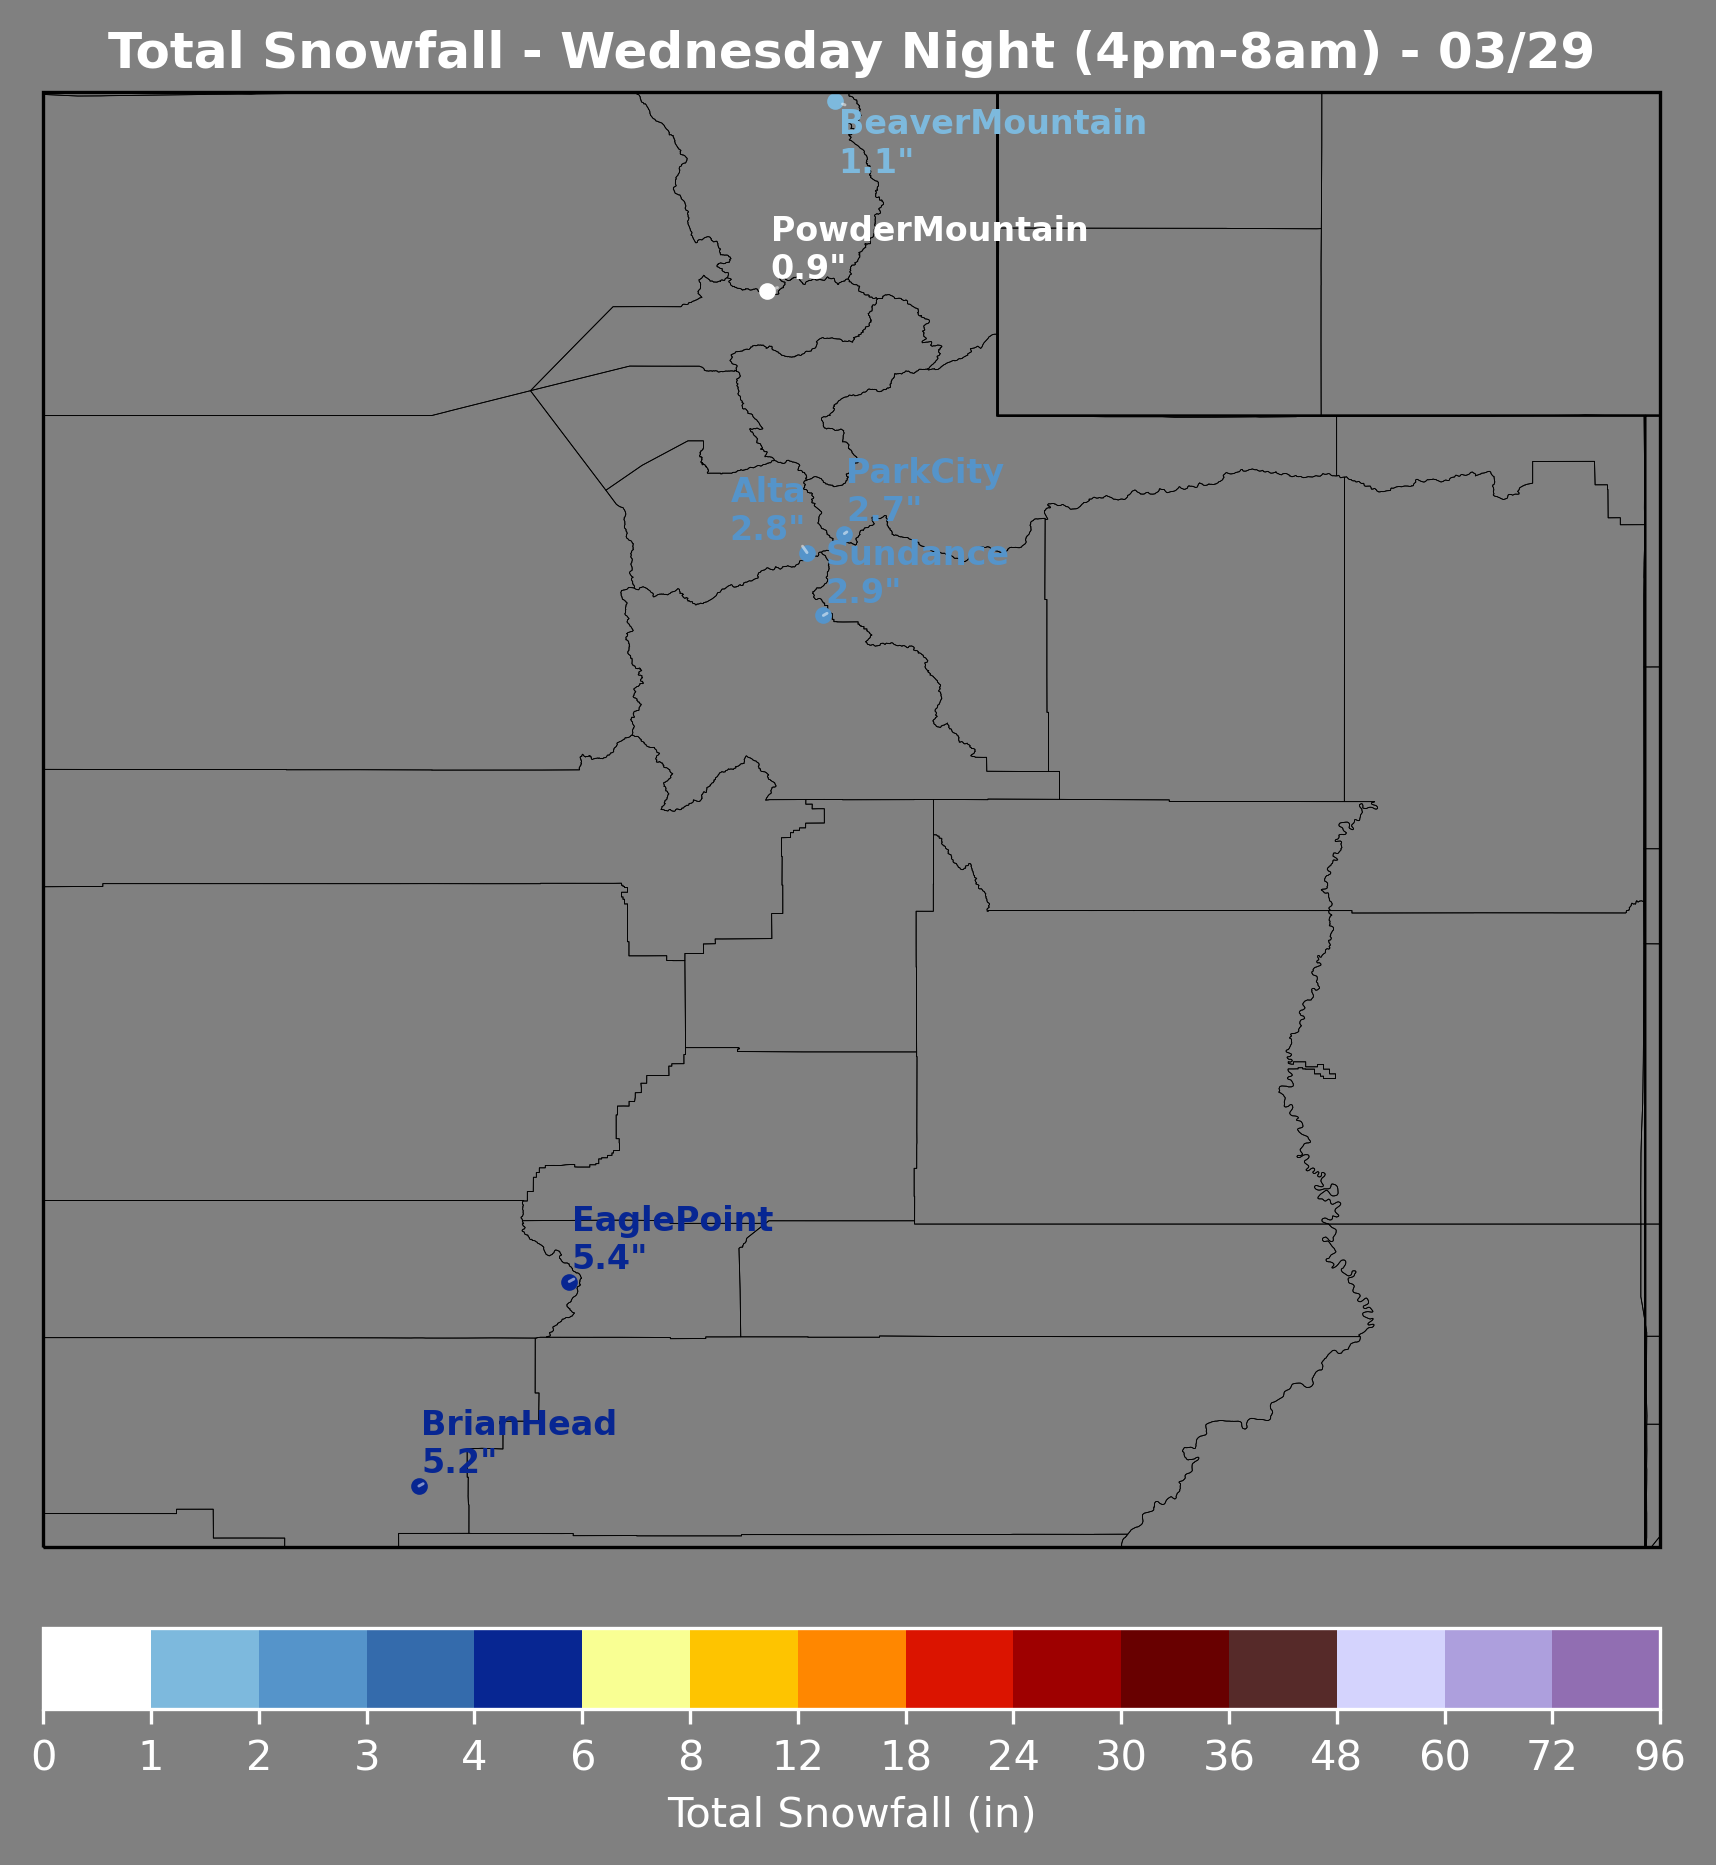 Total Snowfall - Wednesday Night (4pm-8am) - 03/29
BeaverMountain
1.1"
PowderMountain
0.9"
ParkCity
2.7"
Alta
2.8"
Sundance
2.9"
EaglePoint
5.4"
BrianHead
5.2"
0 1 2 3 4 6 8 12 18 24 30 36 48 60 72 96
Total Snowfall (in)